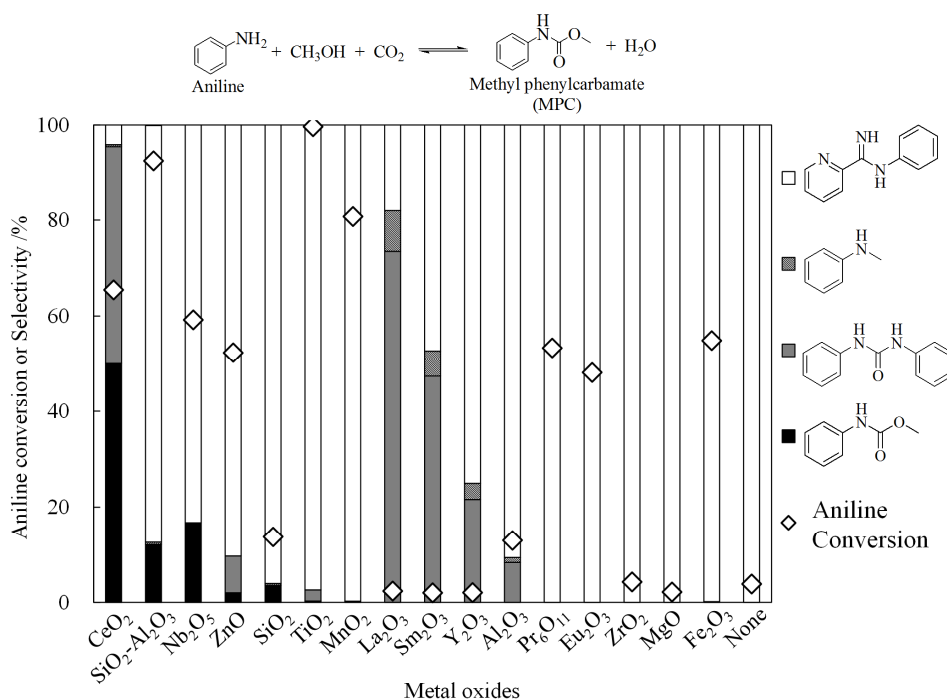 NH₂ + CH₃OH + CO₂ ⇌ H N O O + H₂O
Aniline
Methyl phenylcarbamate
(MPC)
Aniline conversion or Selectivity /%
100
80
60
40
20
0
CeO₂
SiO₂-Al₂O₃
Nb₂O₅
ZnO
SiO₂
TiO₂
MnO₂
La₂O₃
Sm₂O₃
Y₂O₃
Al₂O₃
Pr₆O₁₁
Eu₂O₃
ZrO₂
MgO
Fe₂O₃
None
Metal oxides
N NH N H
H N
H N O H N
H N O O
Aniline
Conversion